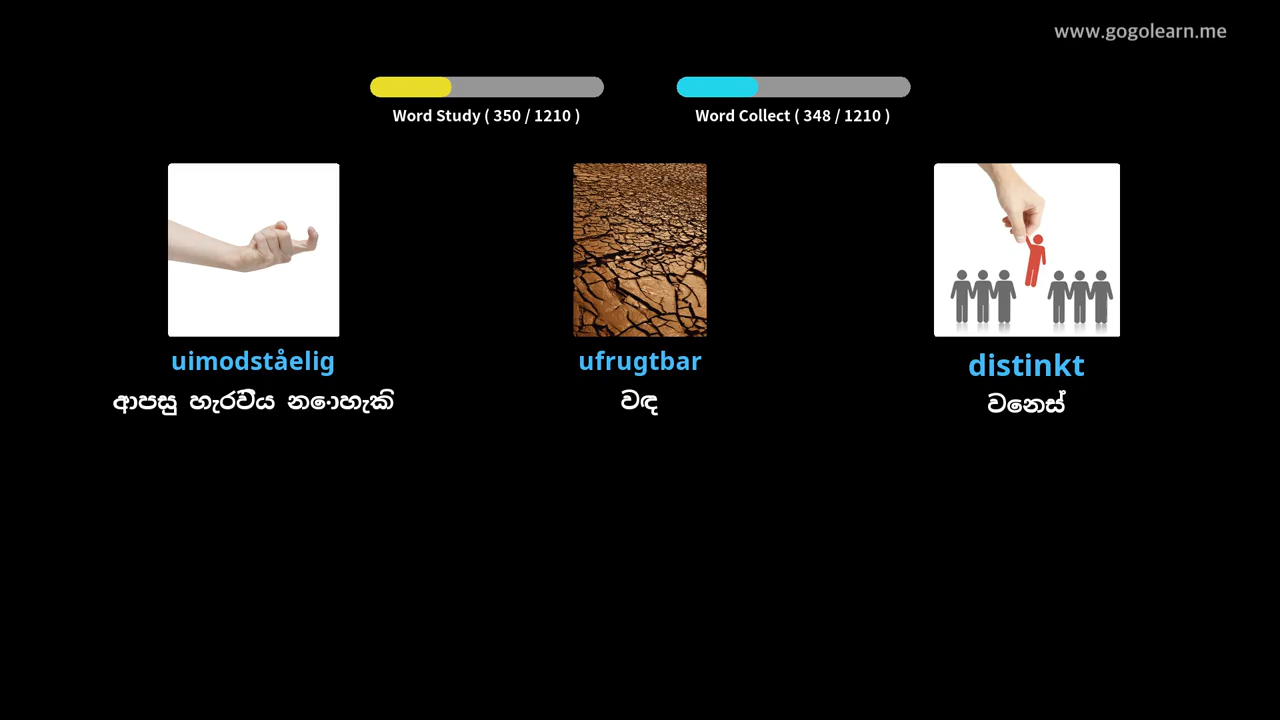 www.gogolearn.me
Word Study ( 350 / 1210 )
Word Collect ( 348 / 1210 )
uimodståelig
ආපසු හැරවිය නොහැකි
ufrugtbar
වඳ
distinkt
වෙනස්